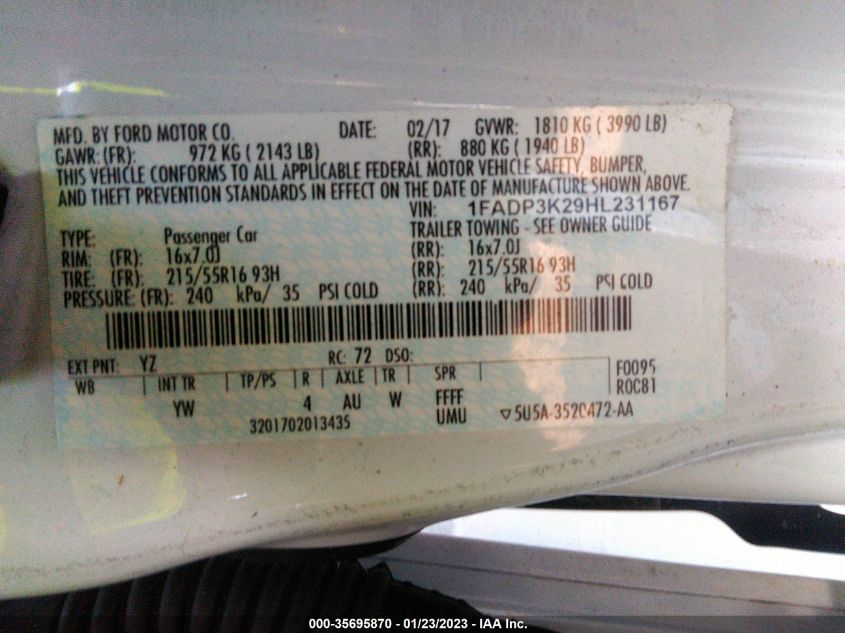 MFD. BY FORD MOTOR CO. DATE: 02/17 GVWR: 1810 KG ( 3990 LB)
GAWR: (FR): 972 KG ( 2143 LB) (RR): 880 KG ( 1940 LB)
THIS VEHICLE CONFORMS TO ALL APPLICABLE FEDERAL MOTOR VEHICLE SAFETY, BUMPER,
AND THEFT PREVENTION STANDARDS IN EFFECT ON THE DATE OF MANUFACTURE SHOWN ABOVE.
VIN: 1FADP3K29HL231167
TYPE: Passenger Car TRAILER TOWING - SEE OWNER GUIDE
RIM: (FR): 16x7.0J (RR): 16x7.0J
TIRE: (FR): 215/55R16 93H (RR): 215/55R16 93H
PRESSURE: (FR): 240 kPa/ 35 PSI COLD (RR): 240 kPa/ 35 PSI COLD
EXT PNT: YZ RC: 72 DSO: F0095
WB INT TR TP/PS R AXLE TR SPR R0C81
YW 4 AU W FFFF
3201702013435 UMU 5U5A-3520472-AA
000-35695870 - 01/23/2023 - IAA Inc.